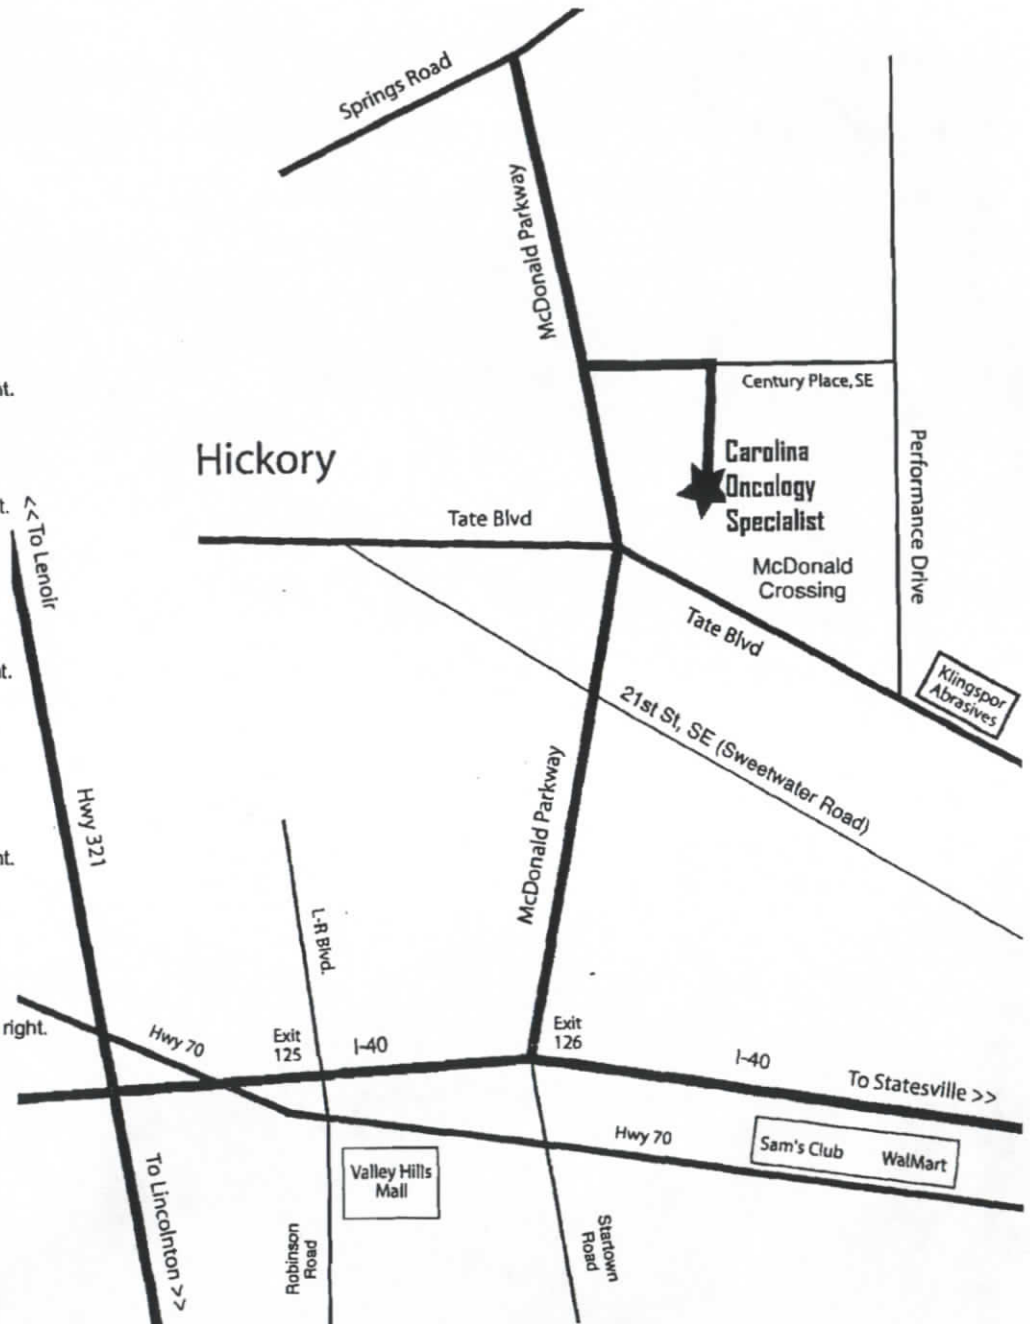 Springs Road
McDonald Parkway
nt.
Century Place, SE
Hickory
Carolina
Oncology
Specialist
Performance Drive
t.
<< To Lenoir
Tate Blvd
McDonald
Crossing
Tate Blvd
Klingspor
Abrasives
nt.
21st St, SE (Sweetwater Road)
Hwy 321
McDonald Parkway
nt.
L-R Blvd.
right.
Hwy 70
Exit
125
I-40
Exit
126
I-40
To Statesville >>
Hwy 70
Sam's Club
WalMart
Valley Hills
Mall
To Lincolnton >>
Robinson
Road
Startown
Road